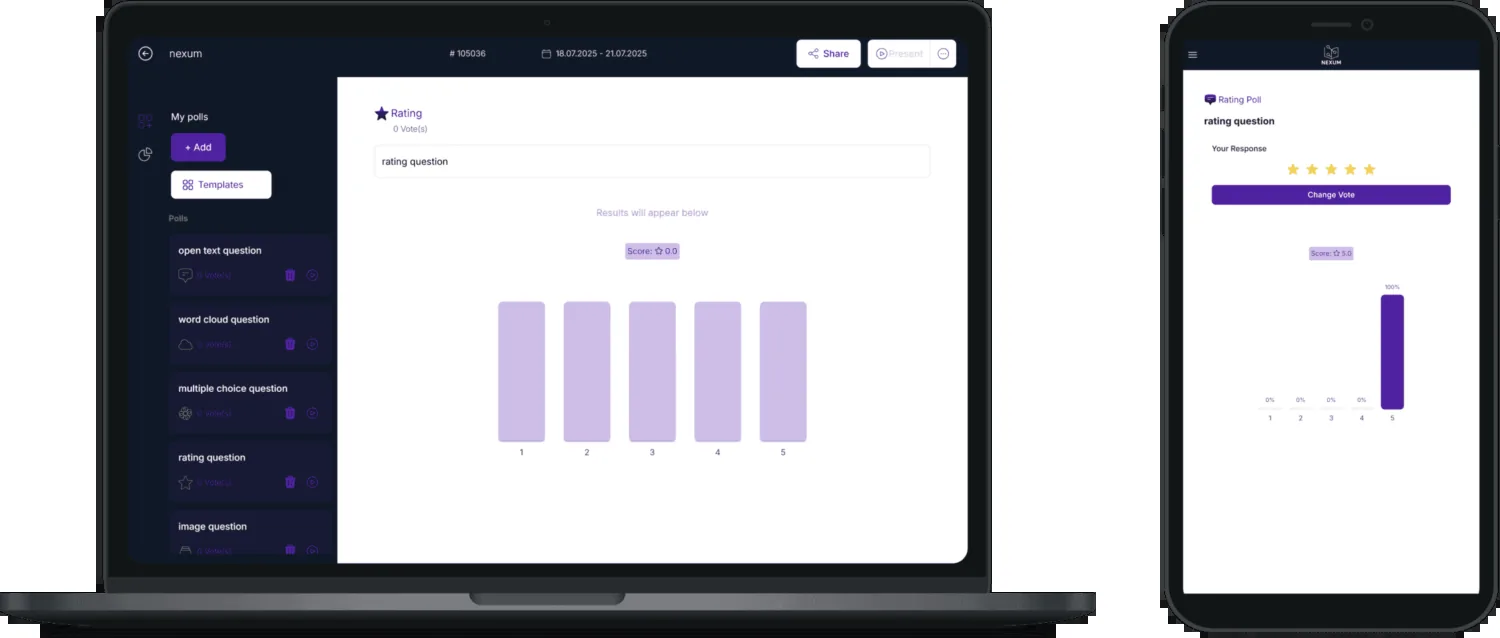 nexum
# 105036
18.07.2025 - 21.07.2025
Share
Present
My polls
+ Add
Templates
Polls
open text question
0 Vote(s)
word cloud question
0 Vote(s)
multiple choice question
0 Vote(s)
rating question
0 Vote(s)
image question
0 Vote(s)
Rating
0 Vote(s)
rating question
Results will appear below
Score: 0.0
1 2 3 4 5
NEXUM
Rating Poll
rating question
Your Response
Change Vote
Score: 5.0
100%
0% 0% 0% 0%
1 2 3 4 5